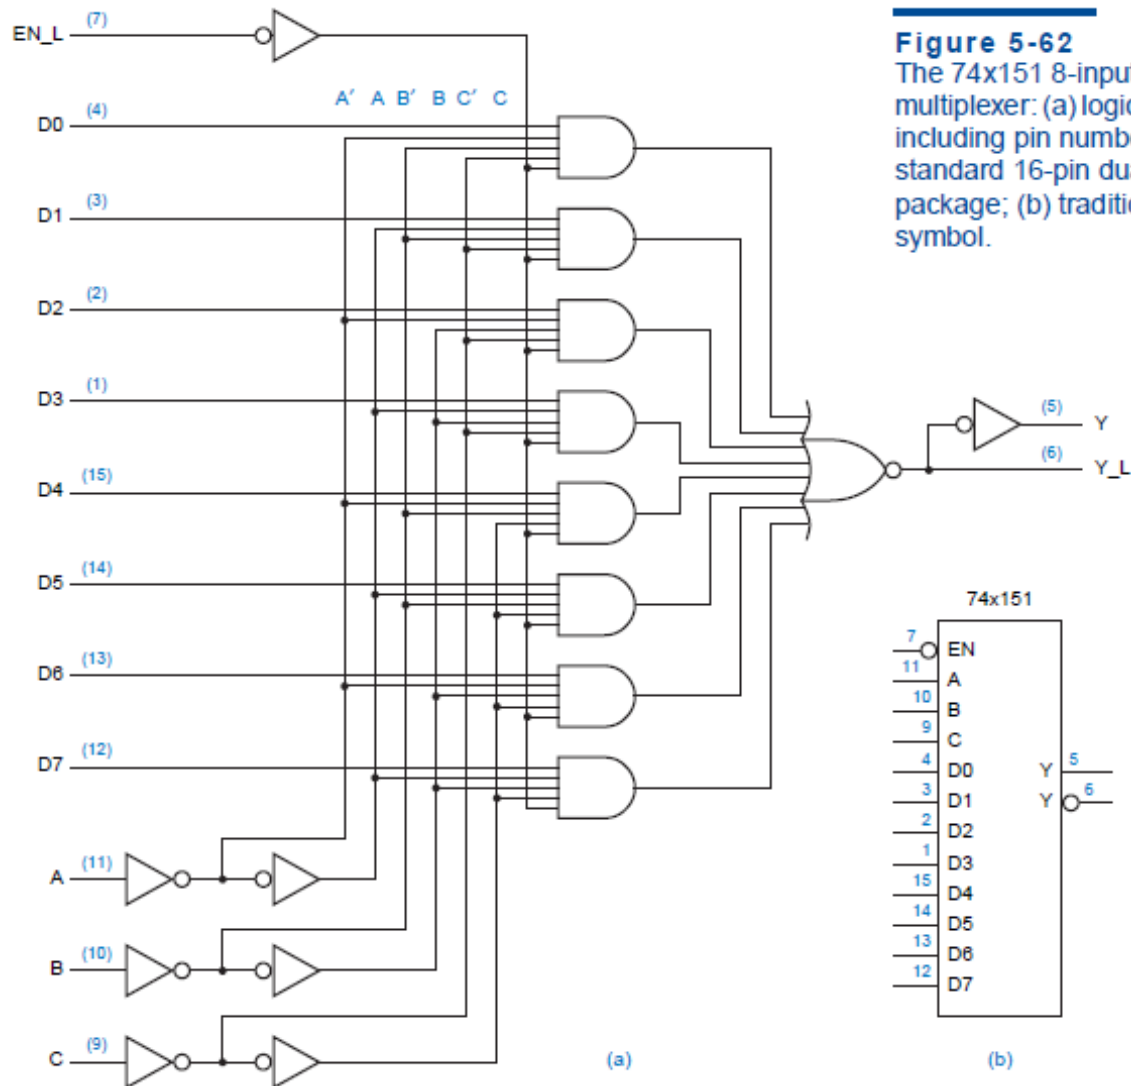 Figure 5-62
The 74x151 8-input
multiplexer: (a) logic
including pin numbe
standard 16-pin dua
package; (b) traditio
symbol.
EN_L (7)
A′ A B′ B C′ C
D0 (4)
D1 (3)
D2 (2)
D3 (1)
D4 (15)
D5 (14)
D6 (13)
D7 (12)
A (11)
B (10)
C (9)
(5) Y
(6) Y_L
(a)
74x151
7 EN
11 A
10 B
9 C
4 D0 Y 5
3 D1 Y 6
2 D2
1 D3
15 D4
14 D5
13 D6
12 D7
(b)